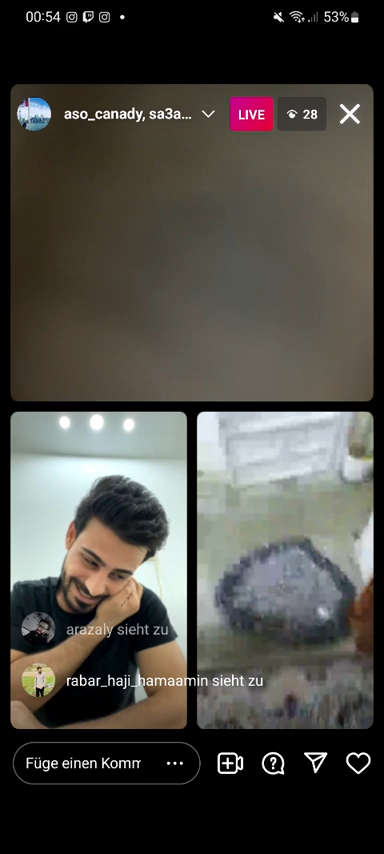 00:54
53%
aso_canady, sa3a...
LIVE
28
arazaly sieht zu
rabar_haji_hamaamin sieht zu
Füge einen Komm